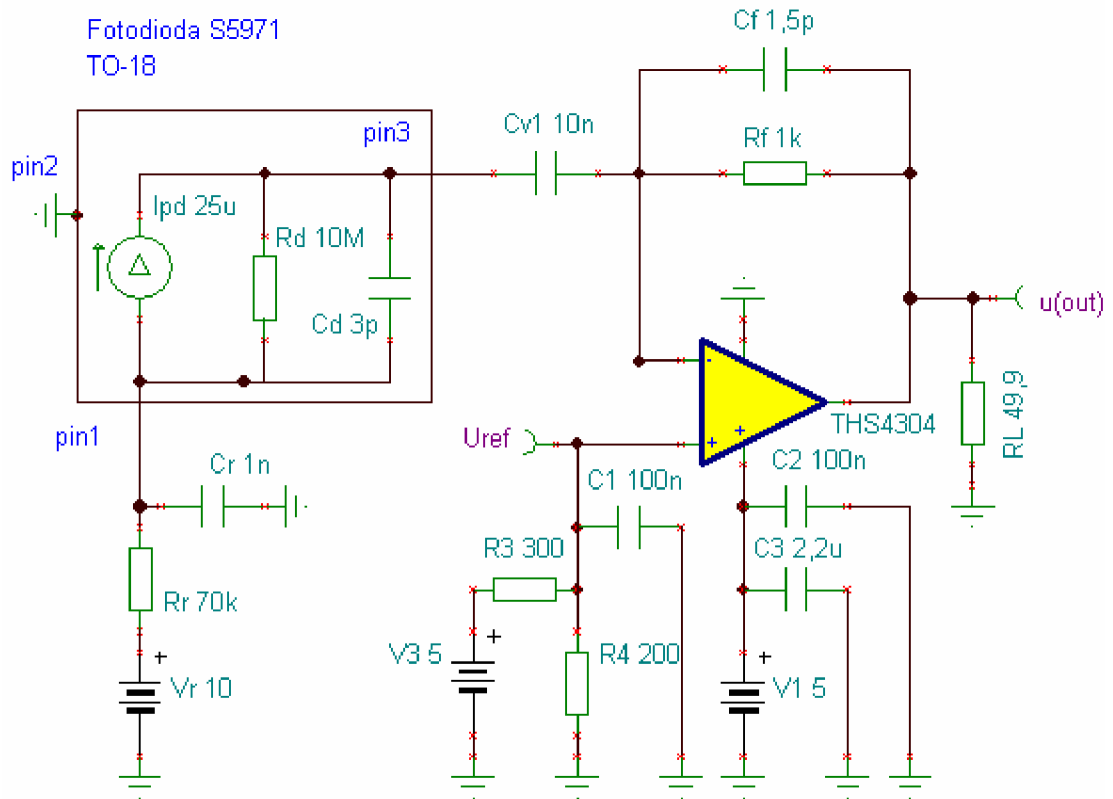 Fotodioda S5971
TO-18
Cf 1,5p
pin3
Cv1 10n
Rf 1k
pin2
Ipd 25u
Rd 10M
Cd 3p
u(out)
pin1
Uref
-
+
+
THS4304
RL 49,9
Cr 1n
C1 100n
C2 100n
R3 300
C3 2,2u
Rr 70k
+
V3 5
+
R4 200
+
Vr 10
V1 5